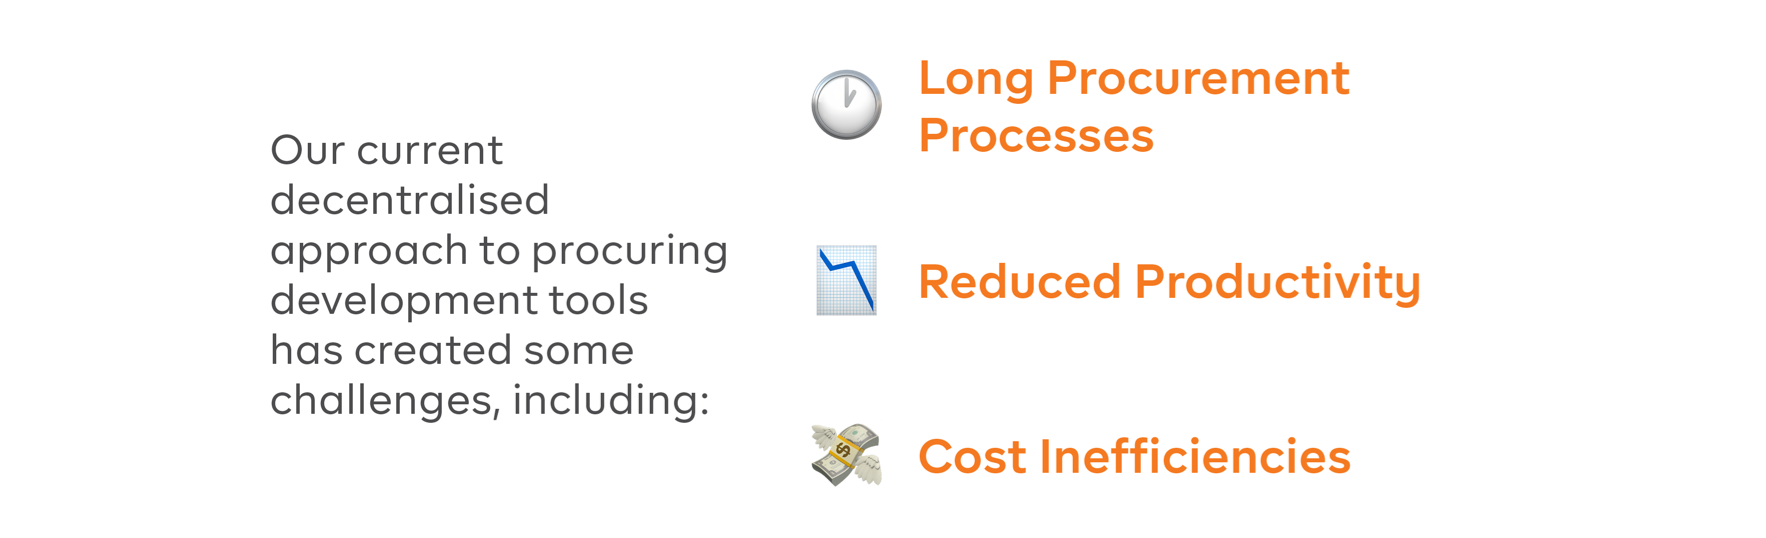 Our current
decentralised
approach to procuring
development tools
has created some
challenges, including:
Long Procurement
Processes
Reduced Productivity
Cost Inefficiencies